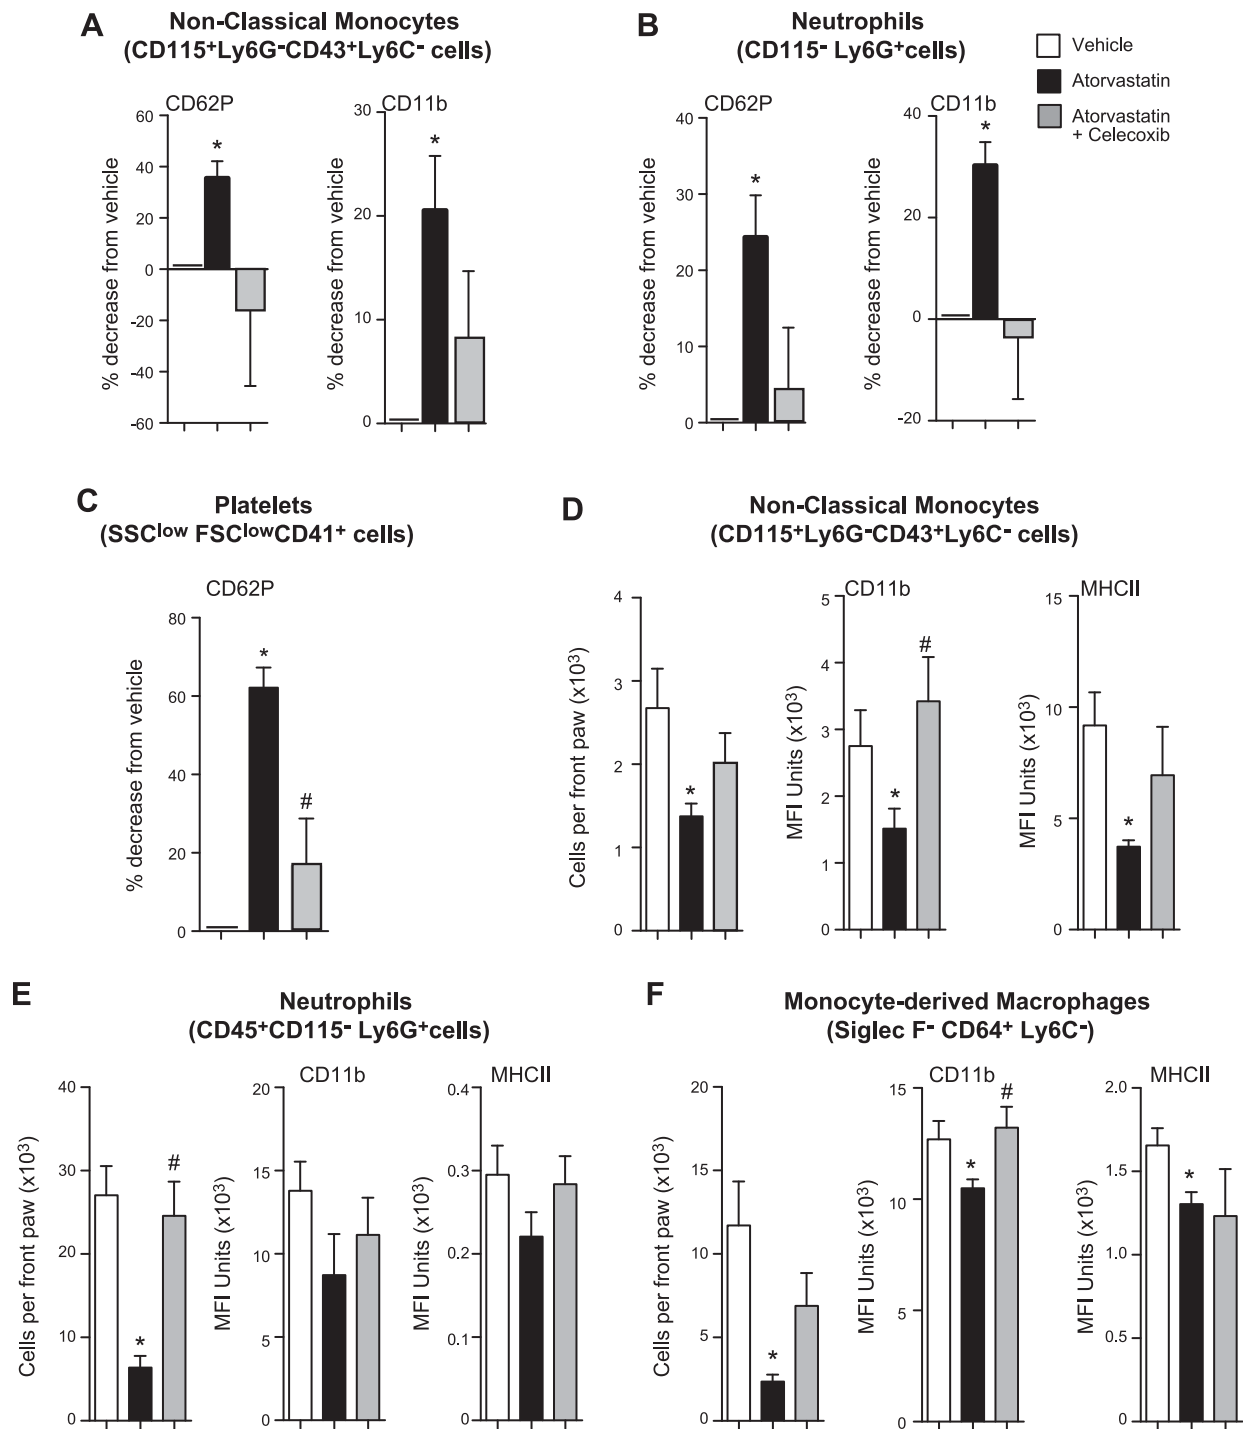 A
Non-Classical Monocytes
(CD115+Ly6G-CD43+Ly6C- cells)
CD62P
% decrease from vehicle
60
40
20
0
-20
-40
-60
*
CD11b
% decrease from vehicle
30
20
10
0
*
B
Neutrophils
(CD115- Ly6G+cells)
CD62P
% decrease from vehicle
40
30
20
10
0
*
CD11b
% decrease from vehicle
40
20
0
-20
*
Vehicle
Atorvastatin
Atorvastatin
+ Celecoxib
C
Platelets
(SSClow FSClowCD41+ cells)
CD62P
% decrease from vehicle
80
60
40
20
0
*
#
D
Non-Classical Monocytes
(CD115+Ly6G-CD43+Ly6C- cells)
Cells per front paw (x10³)
4
3
2
1
0
*
CD11b
MFI Units (x10³)
5
4
3
2
1
0
*
#
MHCII
MFI Units (x10³)
15
10
5
0
*
E
Neutrophils
(CD45+CD115- Ly6G+cells)
Cells per front paw (x10³)
40
30
20
10
0
*
#
CD11b
MFI Units (x10³)
20
15
10
5
0
MHCII
MFI Units (x10³)
0.4
0.3
0.2
0.1
0
F
Monocyte-derived Macrophages
(Siglec F- CD64+ Ly6C-)
Cells per front paw (x10³)
20
15
10
5
0
*
CD11b
MFI Units (x10³)
15
10
5
0
*
#
MHCII
MFI Units (x10³)
2.0
1.5
1.0
0.5
0
*